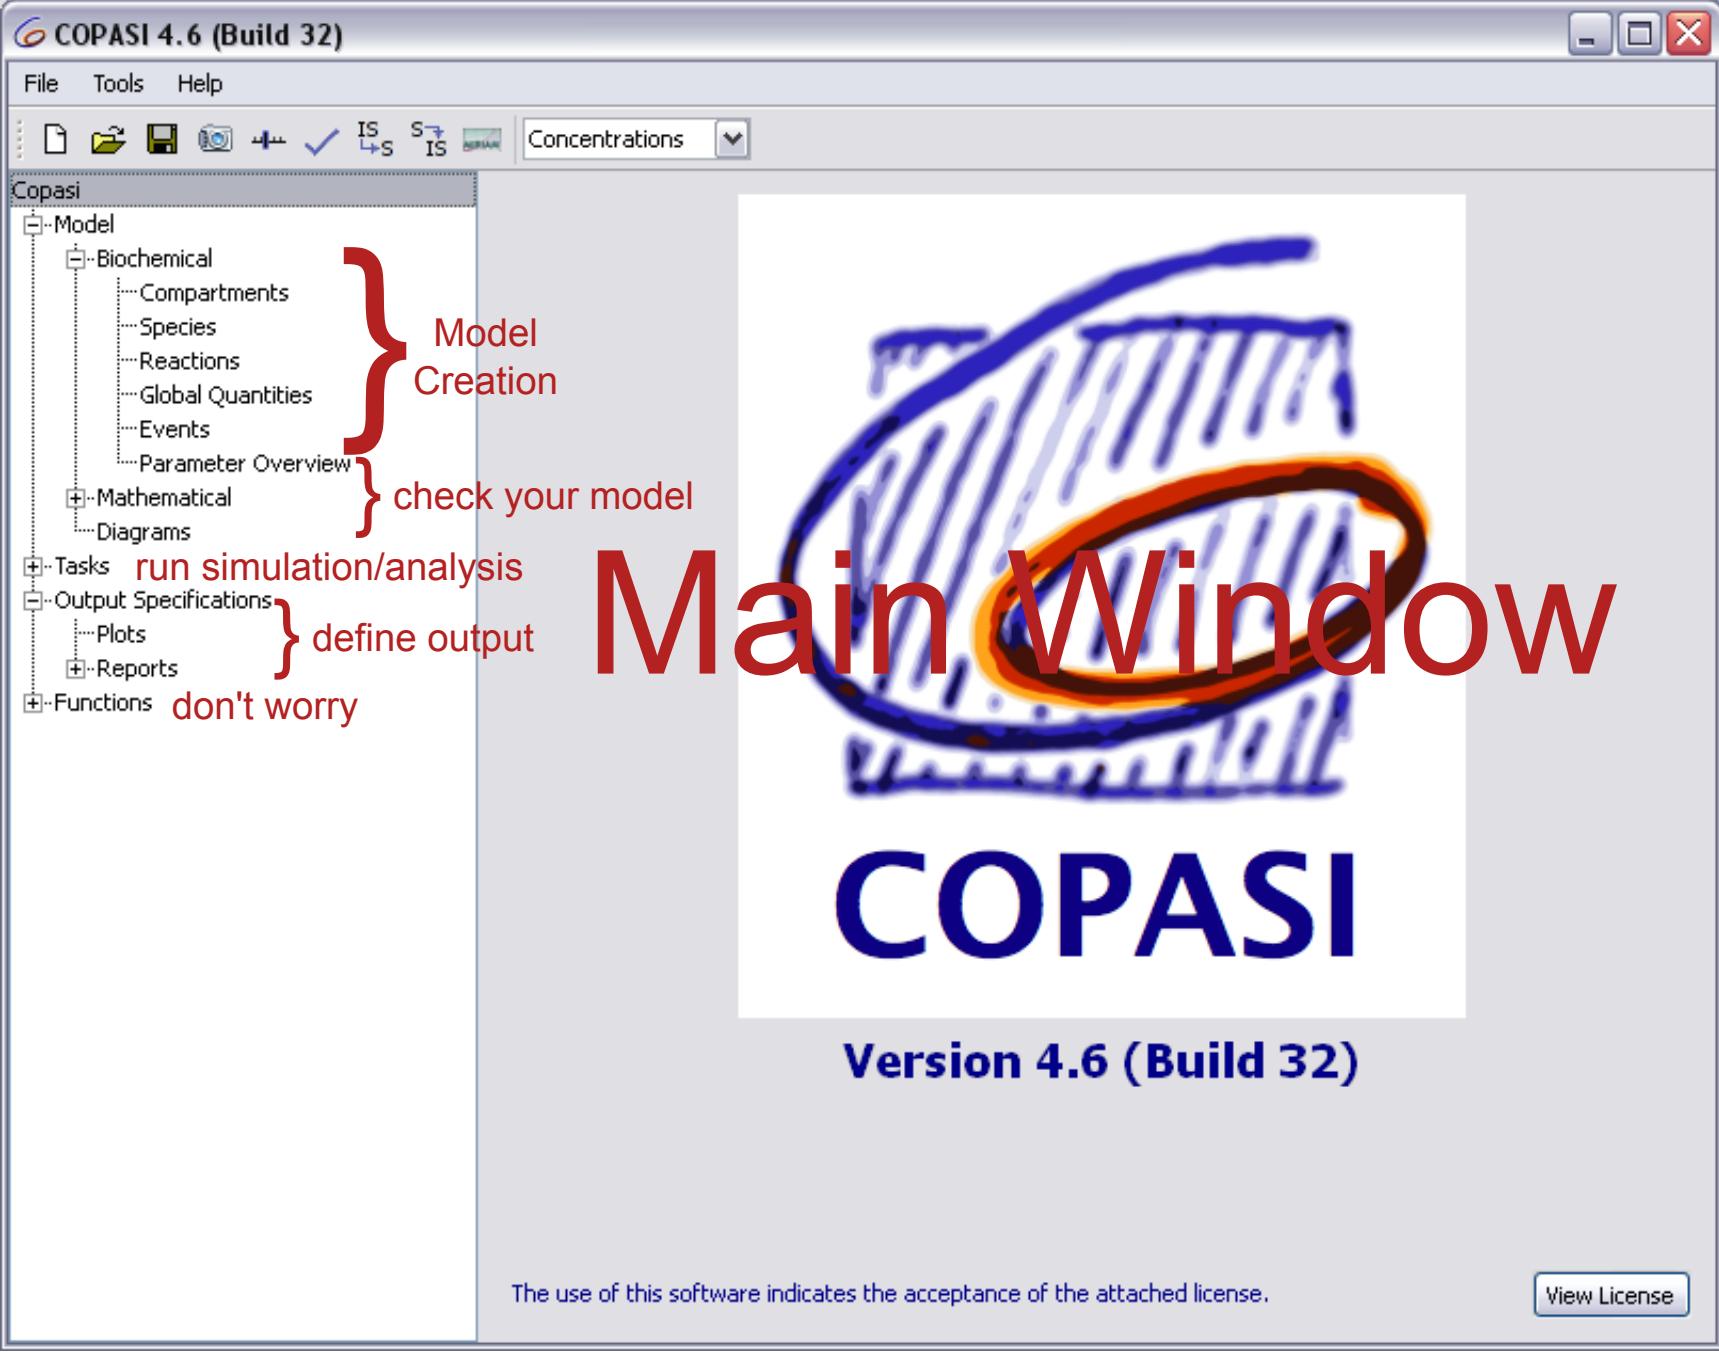 COPASI 4.6 (Build 32)
File Tools Help
IS
S
S
IS
Concentrations
Copasi
Model
Biochemical
Compartments
Species
Reactions
Global Quantities
Events
Parameter Overview
Mathematical
Diagrams
Tasks
Output Specifications
Plots
Reports
Functions
Model
Creation
check your model
run simulation/analysis
define output
don't worry
Main Window
COPASI
Version 4.6 (Build 32)
The use of this software indicates the acceptance of the attached license.
View License